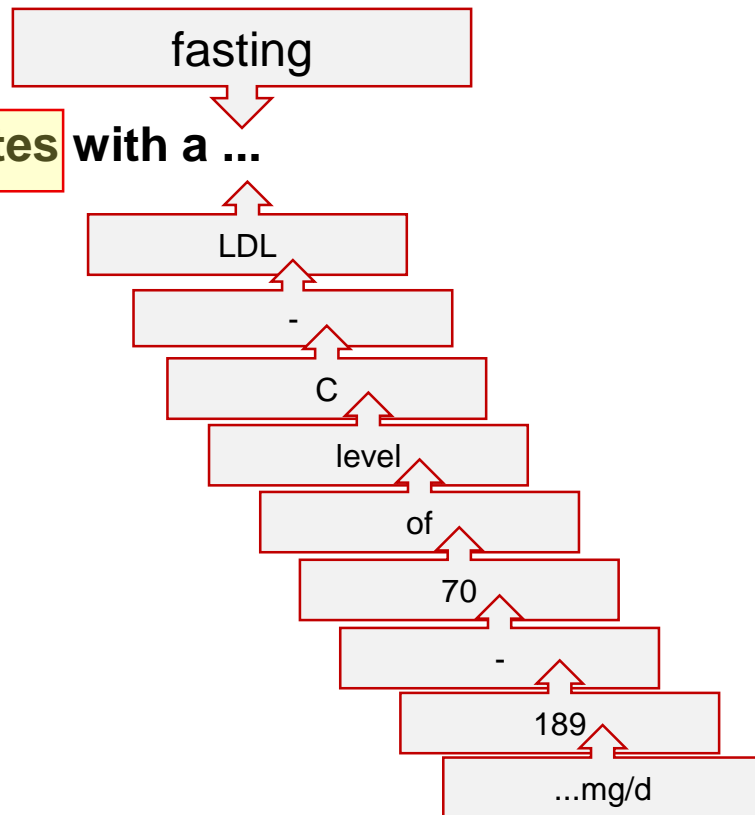 fasting
tes with a ...
LDL
-
C
level
of
70
-
189
...mg/d